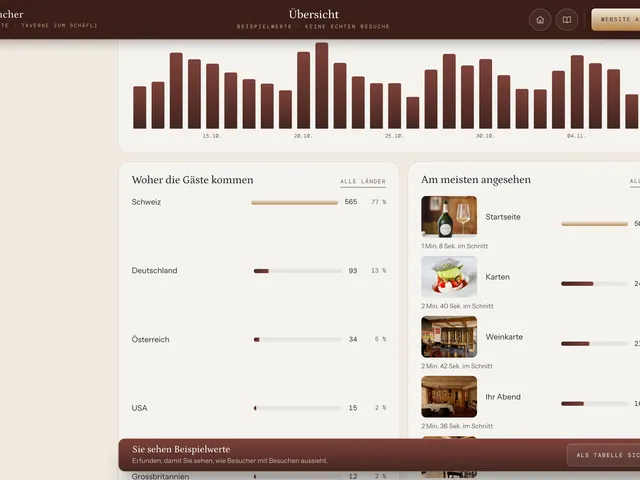 Übersicht
TE · TAVERNE ZUM SCHÄFLI
BEISPIELWERTE · KEINE ECHTEN BESUCHE
WEBSITE
15.10.
20.10.
25.10.
30.10.
04.11.
Woher die Gäste kommen
ALLE LÄNDER
Schweiz 565 77 %
Deutschland 93 13 %
Österreich 34 5 %
USA 15 2 %
Grossbritannien 12 2 %
Am meisten angesehen
Startseite
1 Min. 8 Sek. im Schnitt
Karten
2 Min. 40 Sek. im Schnitt
Weinkarte
2 Min. 42 Sek. im Schnitt
Ihr Abend
2 Min. 36 Sek. im Schnitt
Sie sehen Beispielwerte
Erfunden, damit Sie sehen, wie Besucher mit Besuchen aussieht.
ALS TABELLE